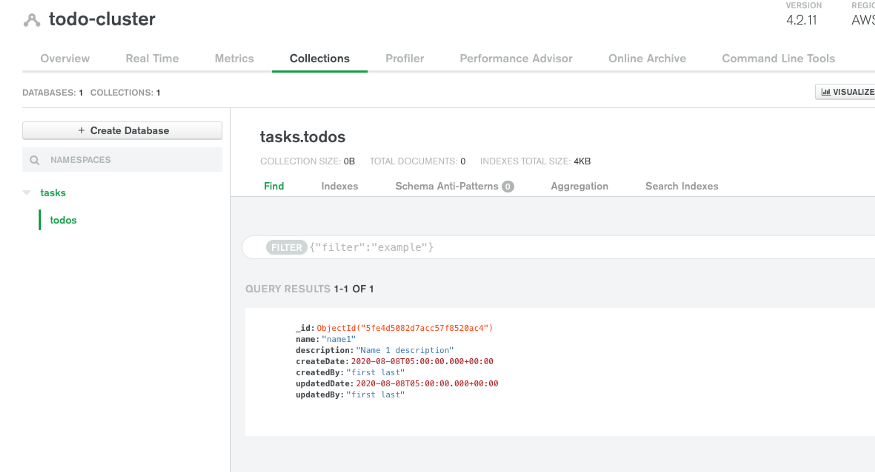 todo-cluster
VERSION
4.2.11
REGIO
AWS
Overview Real Time Metrics Collections Profiler Performance Advisor Online Archive Command Line Tools
DATABASES: 1 COLLECTIONS: 1
VISUALIZE
+ Create Database
NAMESPACES
tasks
todos
tasks.todos
COLLECTION SIZE: 0B TOTAL DOCUMENTS: 0 INDEXES TOTAL SIZE: 4KB
Find Indexes Schema Anti-Patterns 0 Aggregation Search Indexes
FILTER {"filter":"example"}
QUERY RESULTS 1-1 OF 1
_id: ObjectId("5fe4d5082d7acc57f8520ac4")
name: "name1"
description: "Name 1 description"
createDate: 2020-08-08T05:00:00.000+00:00
createdBy: "first last"
updatedDate: 2020-08-08T05:00:00.000+00:00
updatedBy: "first last"